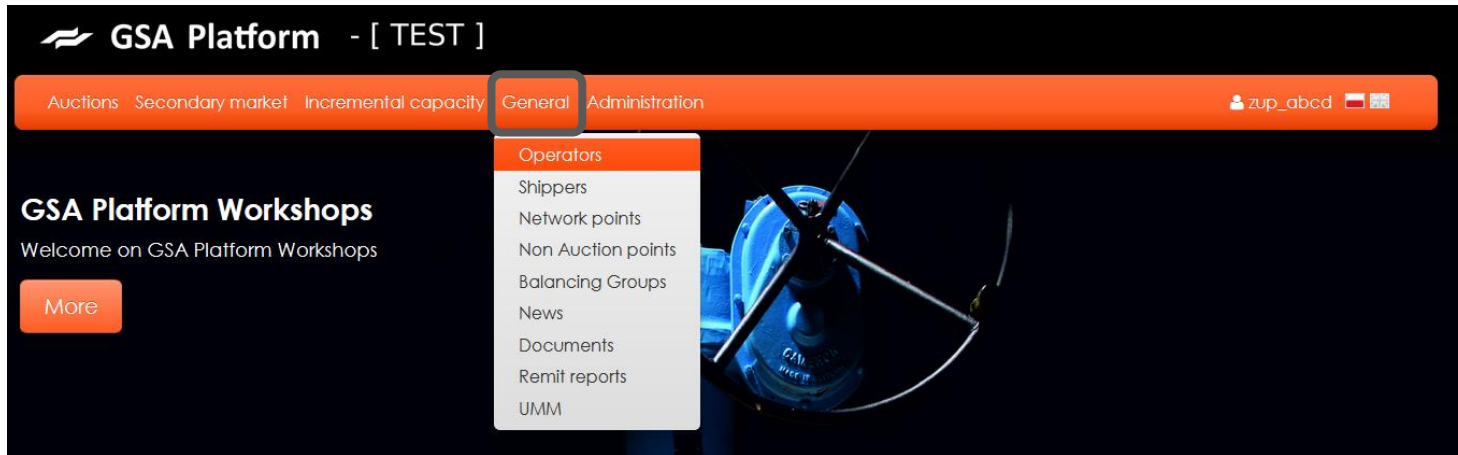 GSA Platform - [ TEST ]
Auctions Secondary market Incremental capacity General Administration zup_abcd
Operators
Shippers
Network points
Non Auction points
Balancing Groups
News
Documents
Remit reports
UMM
GSA Platform Workshops
Welcome on GSA Platform Workshops
More
CAMERON